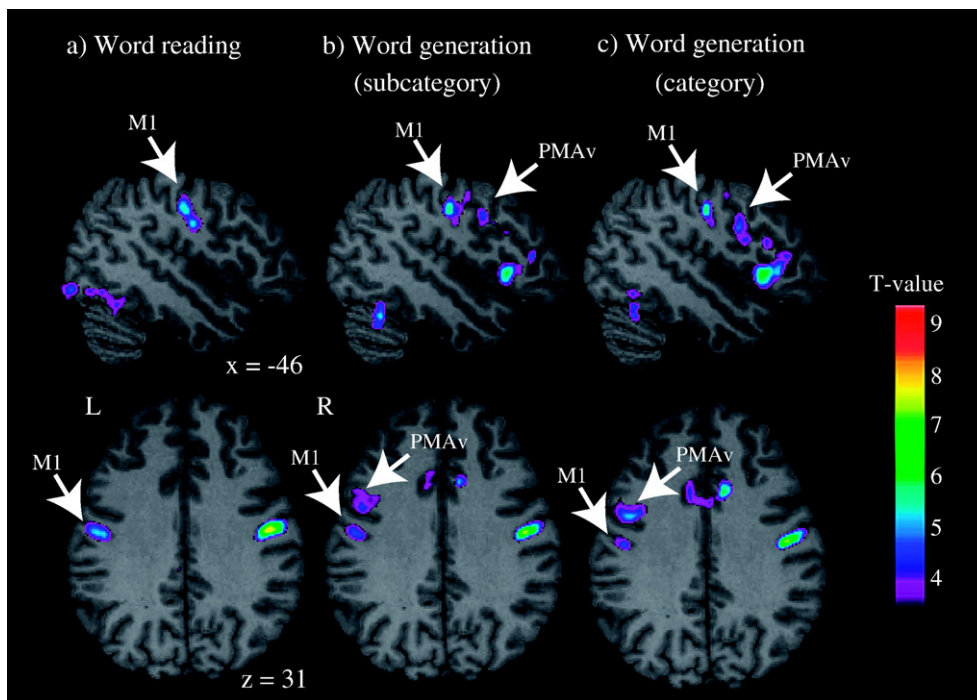 a) Word reading
b) Word generation
(subcategory)
c) Word generation
(category)
M1
M1
PMAv
M1
PMAv
x = -46
T-value
9
8
7
6
5
4
L
R
M1
M1
PMAv
M1
PMAv
z = 31